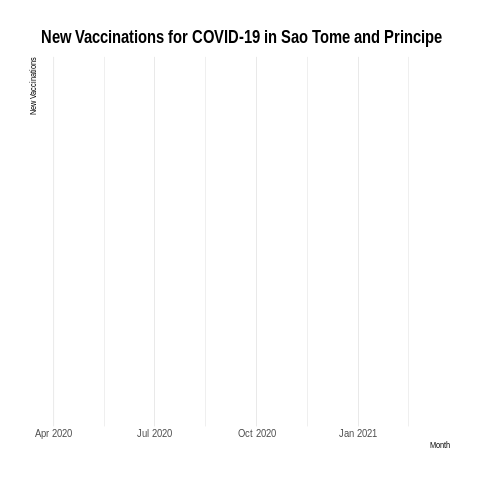 New Vaccinations for COVID-19 in Sao Tome and Principe
New Vaccinations
Apr 2020 Jul 2020 Oct 2020 Jan 2021
Month